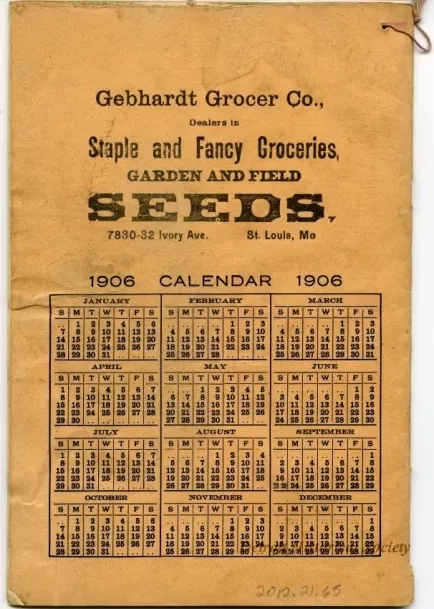 Gebhardt Grocer Co.,
Dealers in
Staple and Fancy Groceries,
GARDEN AND FIELD
SEEDS,
7830-32 Ivory Ave. St. Louis, Mo
1906 CALENDAR 1906
JANUARY FEBRUARY MARCH
S M T W T F S S M T W T F S S M T W T F S
1 2 3 4 5 6 1 2 3 1 2 3
7 8 9 10 11 12 13 4 5 6 7 8 9 10 4 5 6 7 8 9 10
14 15 16 17 18 19 20 11 12 13 14 15 16 17 11 12 13 14 15 16 17
21 22 23 24 25 26 27 18 19 20 21 22 23 24 18 19 20 21 22 23 24
28 29 30 31 25 26 27 28 25 26 27 28 29 30 31
APRIL MAY JUNE
S M T W T F S S M T W T F S S M T W T F S
1 2 3 4 5 6 7 1 2 3 4 5 1 2
8 9 10 11 12 13 14 6 7 8 9 10 11 12 3 4 5 6 7 8 9
15 16 17 18 19 20 21 13 14 15 16 17 18 19 10 11 12 13 14 15 16
22 23 24 25 26 27 28 20 21 22 23 24 25 26 17 18 19 20 21 22 23
29 30 27 28 29 30 31 24 25 26 27 28 29 30
JULY AUGUST SEPTEMBER
S M T W T F S S M T W T F S S M T W T F S
1 2 3 4 5 6 7 1 2 3 4 1
8 9 10 11 12 13 14 5 6 7 8 9 10 11 2 3 4 5 6 7 8
15 16 17 18 19 20 21 12 13 14 15 16 17 18 9 10 11 12 13 14 15
22 23 24 25 26 27 28 19 20 21 22 23 24 25 16 17 18 19 20 21 22
29 30 31 26 27 28 29 30 31 24 25 26 27 28 29
OCTOBER NOVEMBER DECEMBER
S M T W T F S S M T W T F S S M T W T F S
1 2 3 4 5 6 1 2 3 1
7 8 9 10 11 12 13 4 5 6 7 8 9 10 2 3 4 5 6 7 8
14 15 16 17 18 19 20 11 12 13 14 15 16 17 9 10 11 12 13 14 15
21 22 23 24 25 26 27 18 19 20 21 22 23 24 16 17 18 19 20 21 22
28 29 30 31 25 26 27 28 29 30 25 26 27 28 29
Society
2012.21.65